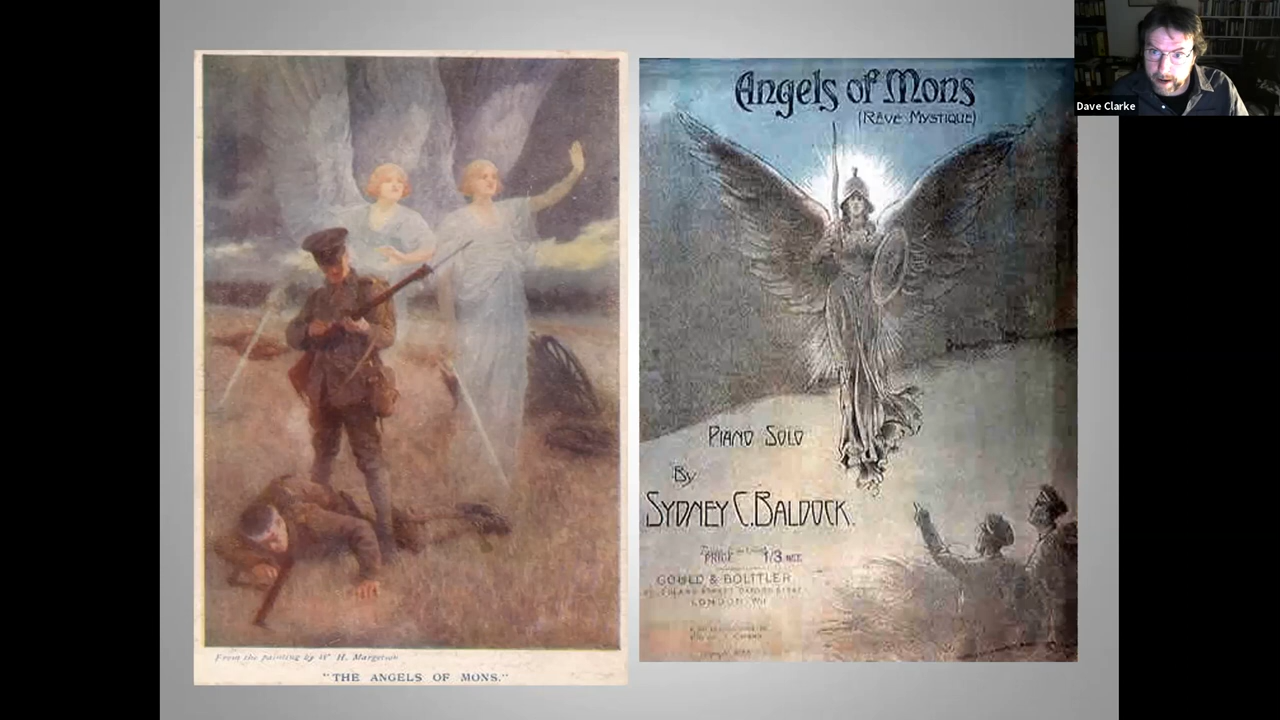 From the painting by W. H. Margetson
"THE ANGELS OF MONS."
Angels of Mons
(RÊVE MYSTIQUE)
PIANO SOLO
By
SYDNEY C. BALDOCK.
PRICE 1/3 NET.
GOULD & BOLTTLER
LONDON. W.
Dave Clarke